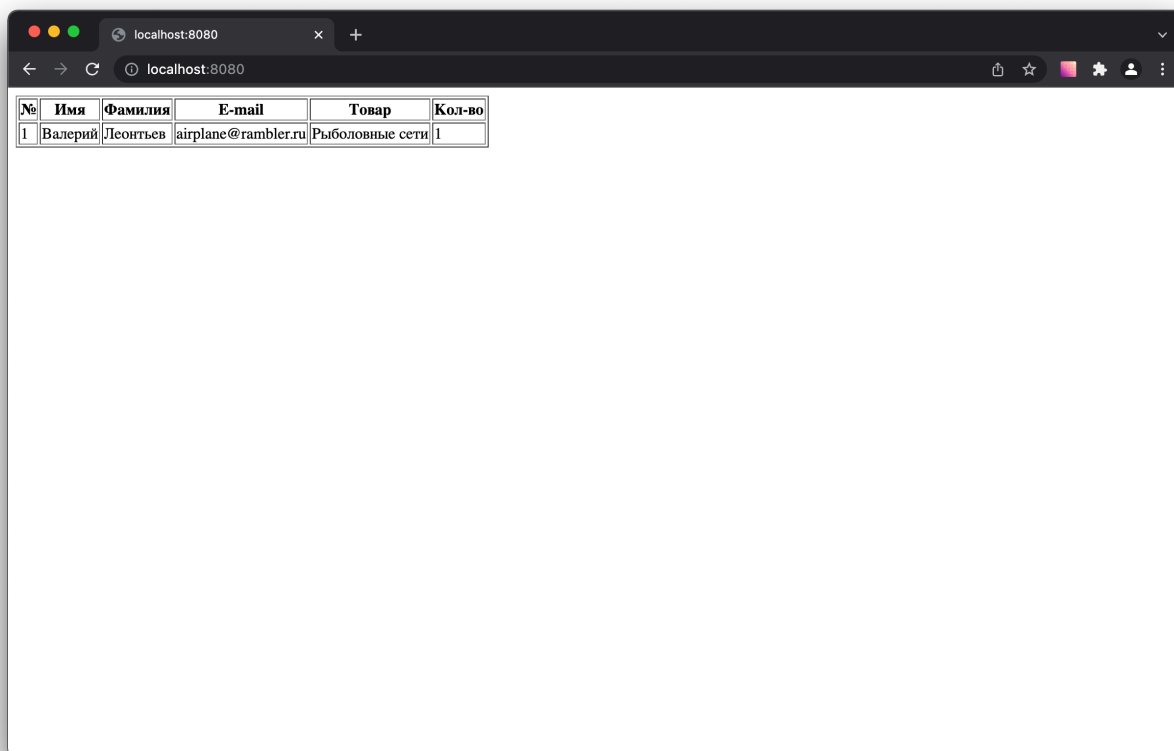 localhost:8080
localhost:8080
№ Имя Фамилия E-mail Товар Кол-во
1 Валерий Леонтьев airplane@rambler.ru Рыболовные сети 1